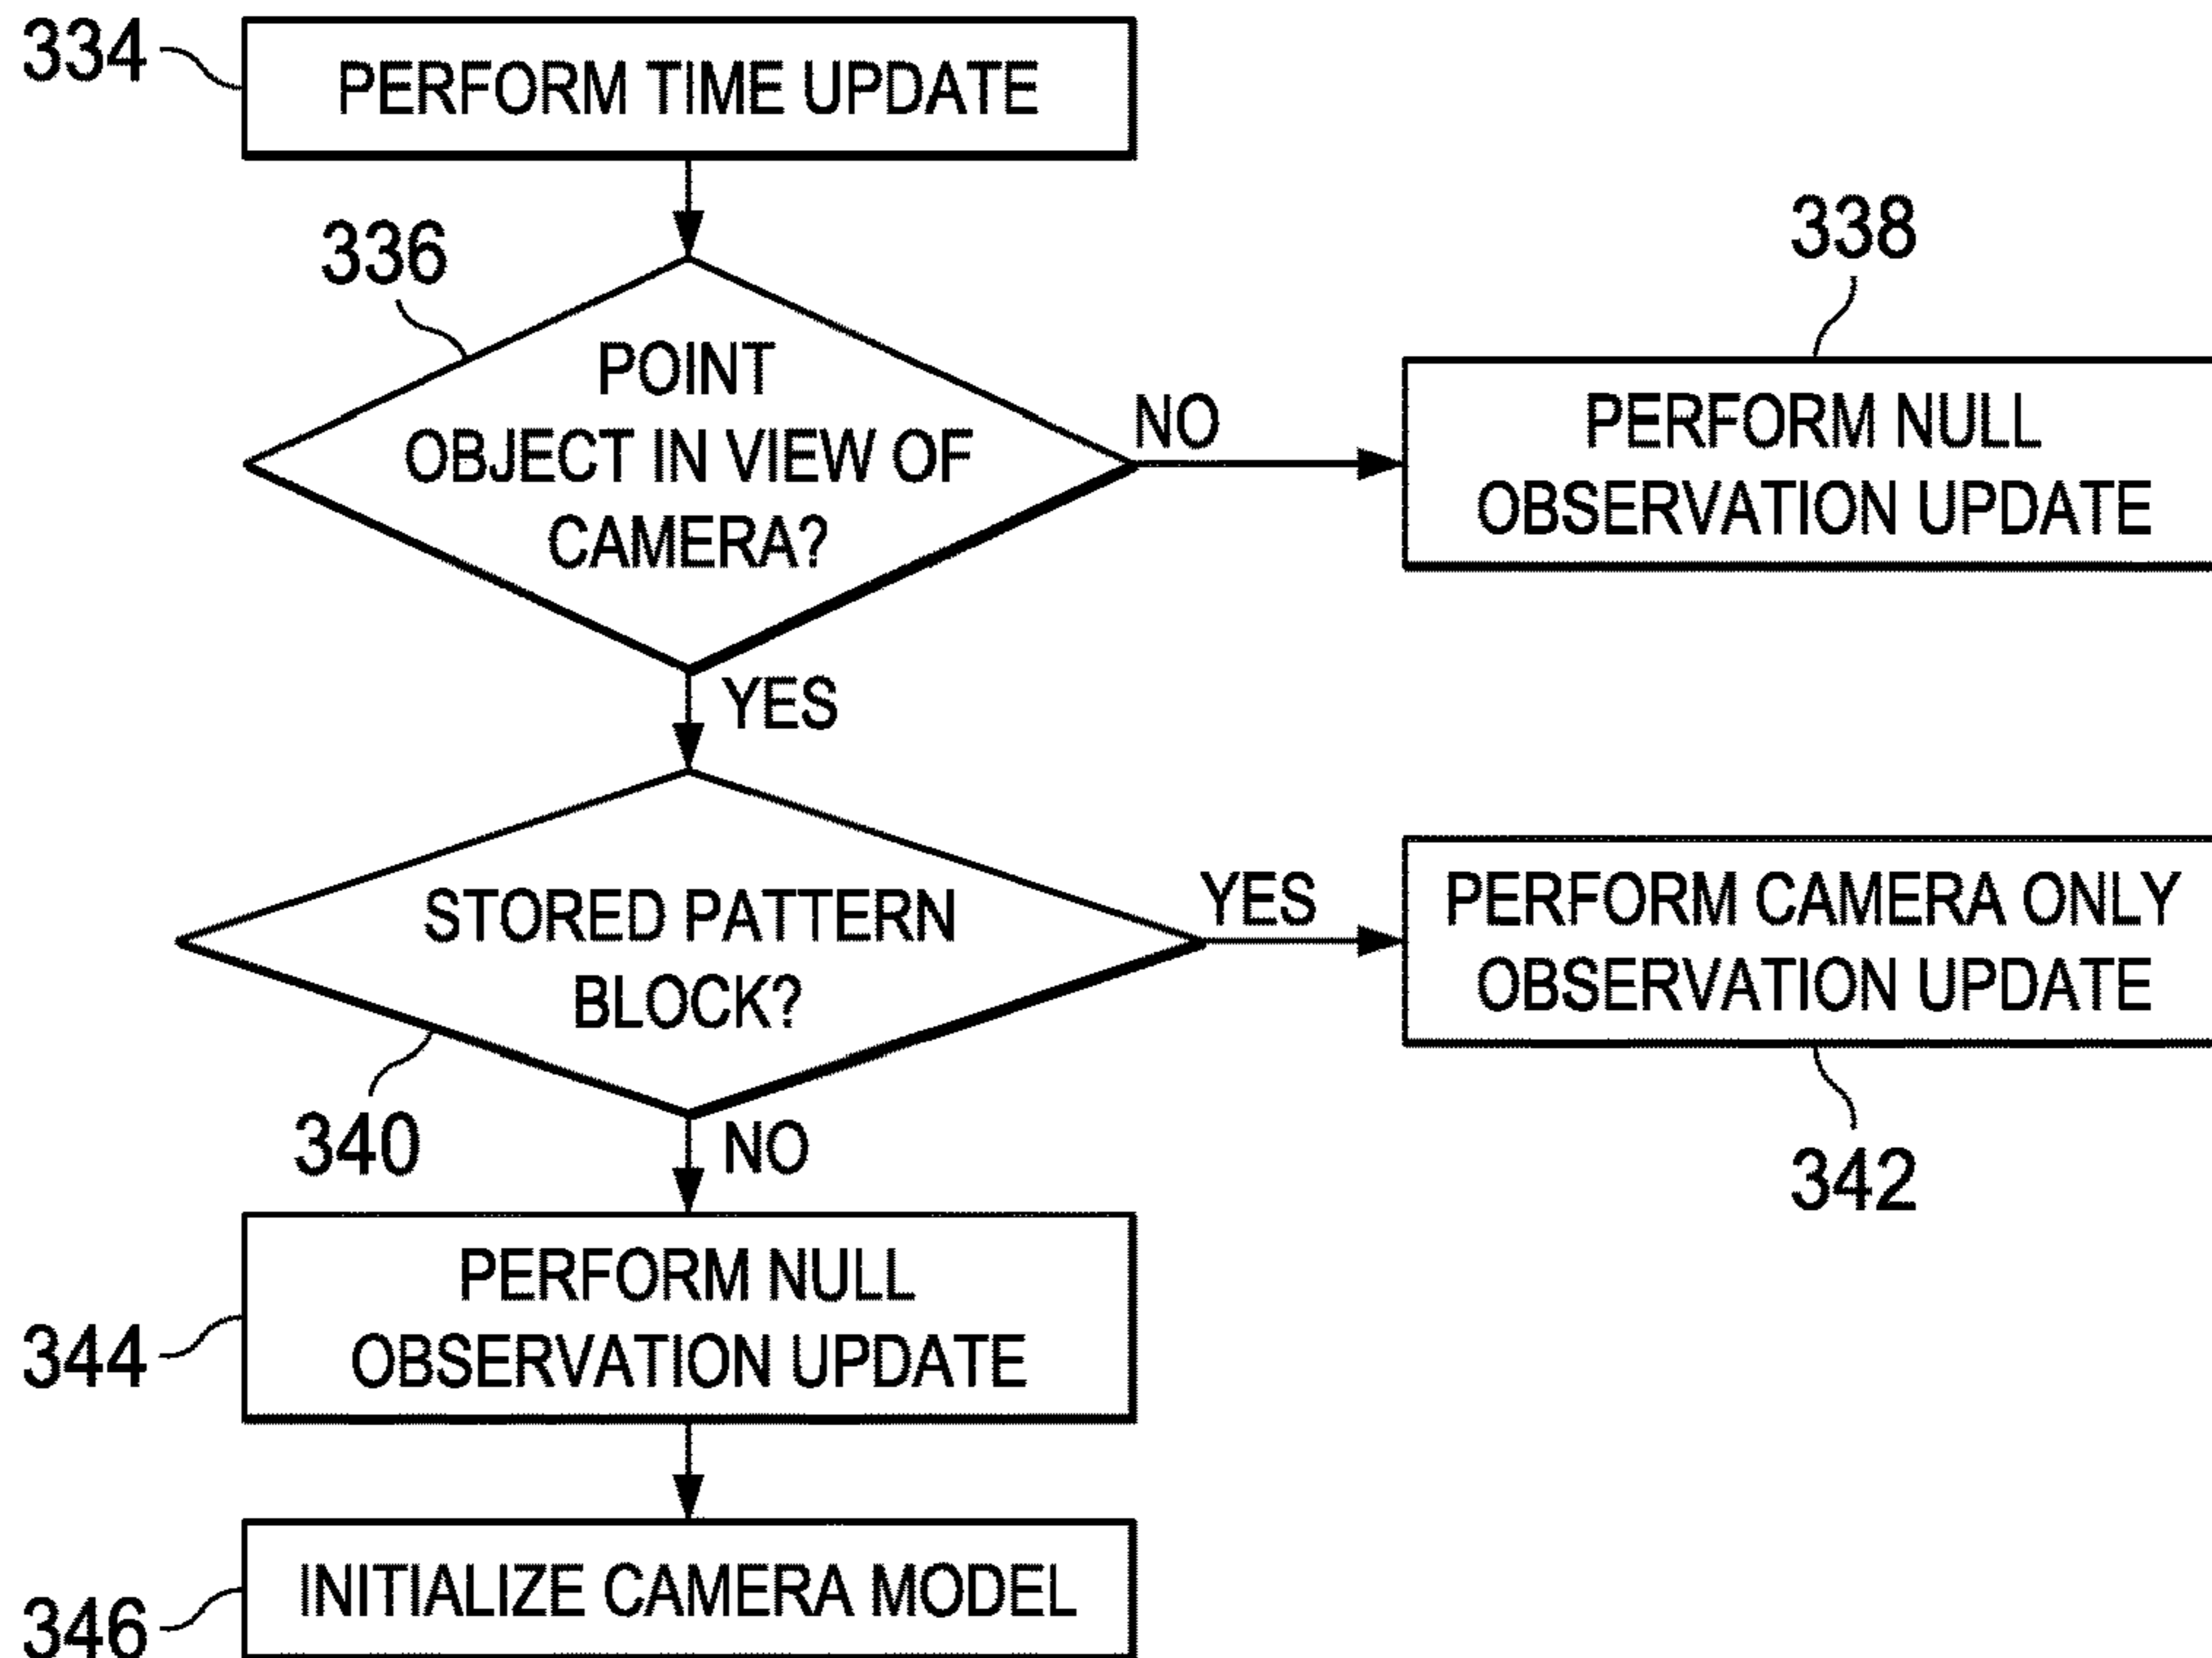 334
PERFORM TIME UPDATE
336
POINT
OBJECT IN VIEW OF
CAMERA?
NO
338
PERFORM NULL
OBSERVATION UPDATE
YES
STORED PATTERN
BLOCK?
340
YES
PERFORM CAMERA ONLY
OBSERVATION UPDATE
342
NO
344
PERFORM NULL
OBSERVATION UPDATE
346
INITIALIZE CAMERA MODEL